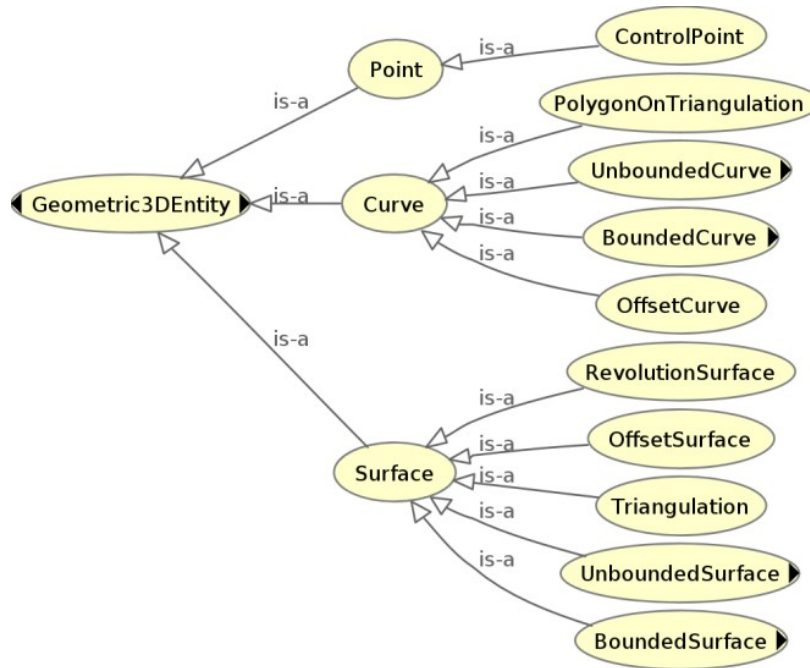 ControlPoint
Point
is-a
is-a
PolygonOnTriangulation
is-a
UnboundedCurve
is-a
Geometric3DEntity
is-a
Curve
is-a
BoundedCurve
is-a
OffsetCurve
is-a
RevolutionSurface
is-a
OffsetSurface
is-a
Surface
is-a
Triangulation
is-a
UnboundedSurface
is-a
BoundedSurface